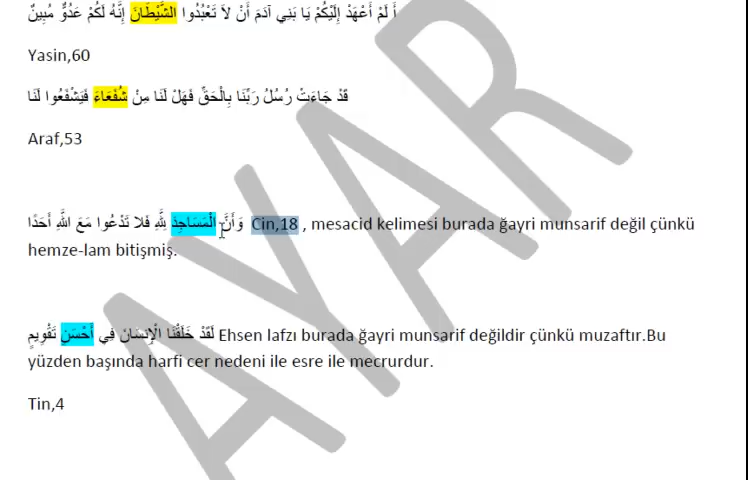 أَ لَمْ أَعْهَدْ إِلَيْكُمْ يَا بَنِي آدَمَ أَنْ لَا تَعْبُدُوا الشَّيْطَانَ إِنَّهُ لَكُمْ عَدُوٌّ مُبِينٌ
Yasin,60
قَدْ جَاءَتْ رُسُلُ رَبِّنَا بِالْحَقِّ فَهَلْ لَنَا مِنْ شُفَعَاءَ فَيَشْفَعُوا لَنَا
Araf,53
وَأَنَّ الْمَسَاجِدَ لِلَّهِ فَلَا تَدْعُوا مَعَ اللَّهِ أَحَدًا Cin,18 , mesacid kelimesi burada ğayri munsarif değil çünkü
hemze-lam bitişmiş.
لَقَدْ خَلَقْنَا الْإِنْسَانَ فِي أَحْسَنِ تَقْوِيمٍ Ehsen lafzı burada ğayri munsarif değildir çünkü muzaftır.Bu
yüzden başında harfi cer nedeni ile esre ile mecrurdur.
Tin,4
AYAR